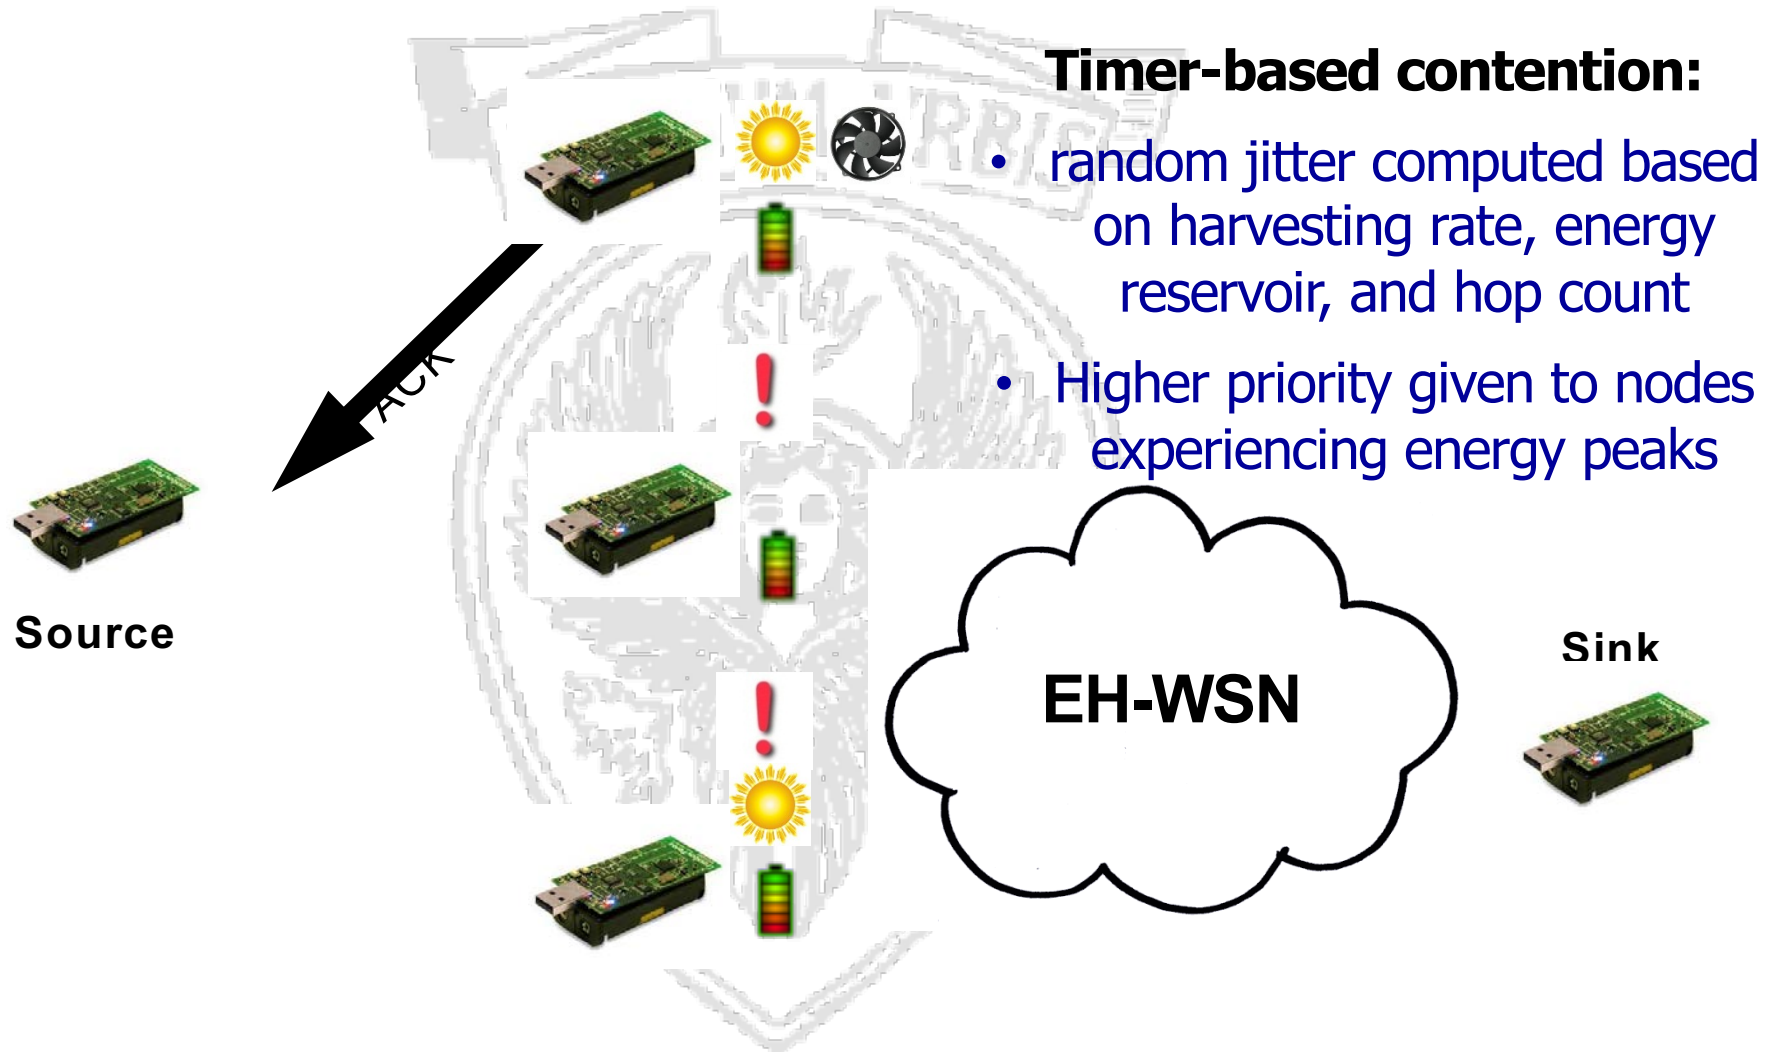 Timer-based contention:
• random jitter computed based
on harvesting rate, energy
reservoir, and hop count
• Higher priority given to nodes
experiencing energy peaks
ACK
Source
EH-WSN
Sink